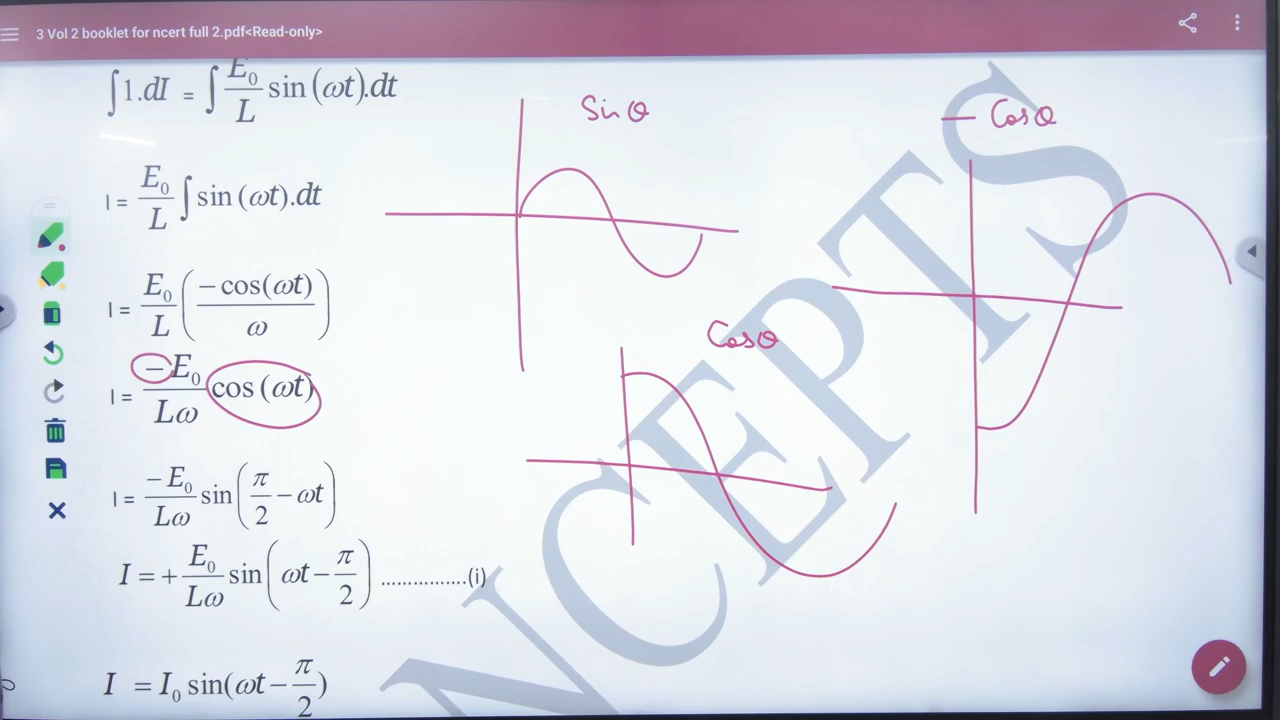 3 Vol 2 booklet for ncert full 2.pdf<Read-only>
∫1.dI = ∫ E₀/L sin (ωt).dt
I = E₀/L ∫ sin (ωt).dt
I = E₀/L (−cos(ωt)/ω)
I = −E₀/Lω cos (ωt)
I = −E₀/Lω sin(π/2 − ωt)
I = + E₀/Lω sin(ωt − π/2) ................(i)
I = I₀ sin(ωt − π/2)
Sin θ
Cos θ
— Cos θ
NCEPTS